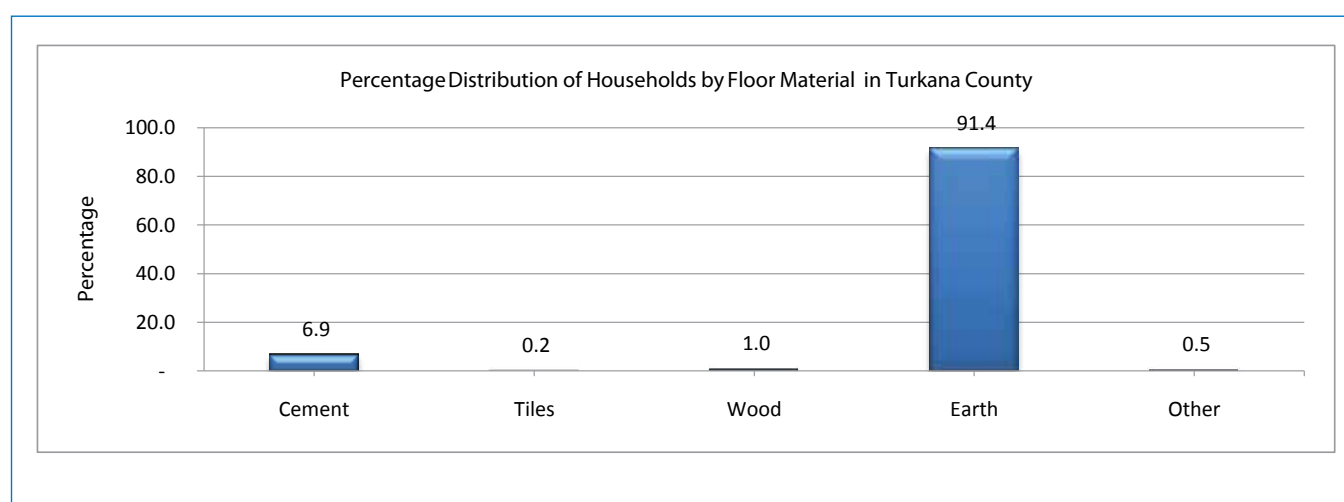 Percentage Distribution of Households by Floor Material in Turkana County
Percentage
100.0
80.0
60.0
40.0
20.0
-
6.9
0.2
1.0
91.4
0.5
Cement
Tiles
Wood
Earth
Other